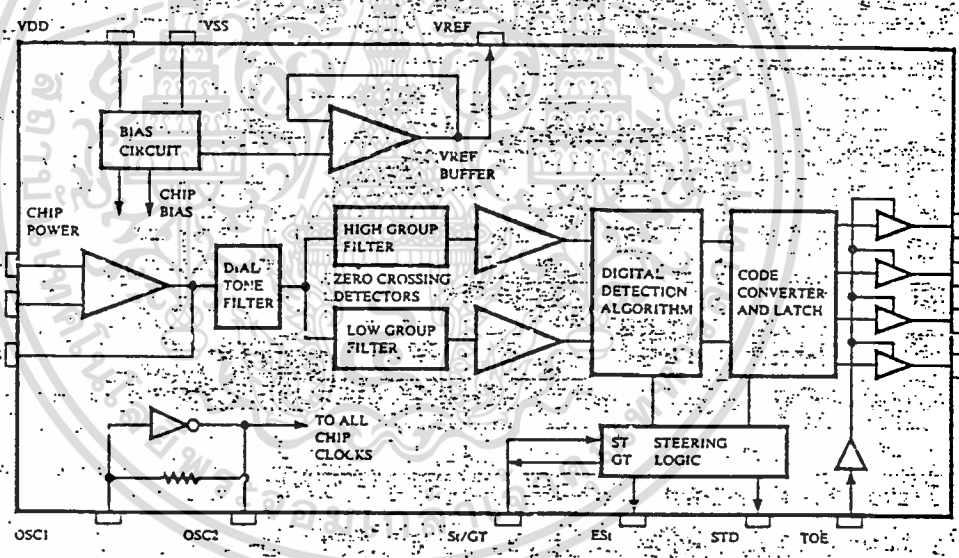 VDD
VSS
VREF
BIAS
CIRCUIT
VREF
BUFFER
CHIP
BIAS
CHIP
POWER
DIAL
TONE
FILTER
HIGH GROUP
FILTER
ZERO CROSSING
DETECTORS
LOW GROUP
FILTER
DIGITAL
DETECTION
ALGORITHM
CODE
CONVERTER
AND LATCH
TO ALL
CHIP
CLOCKS
ST
GT
STEERING
LOGIC
OSC1
OSC2
St/GT
ESt
STD
TOE